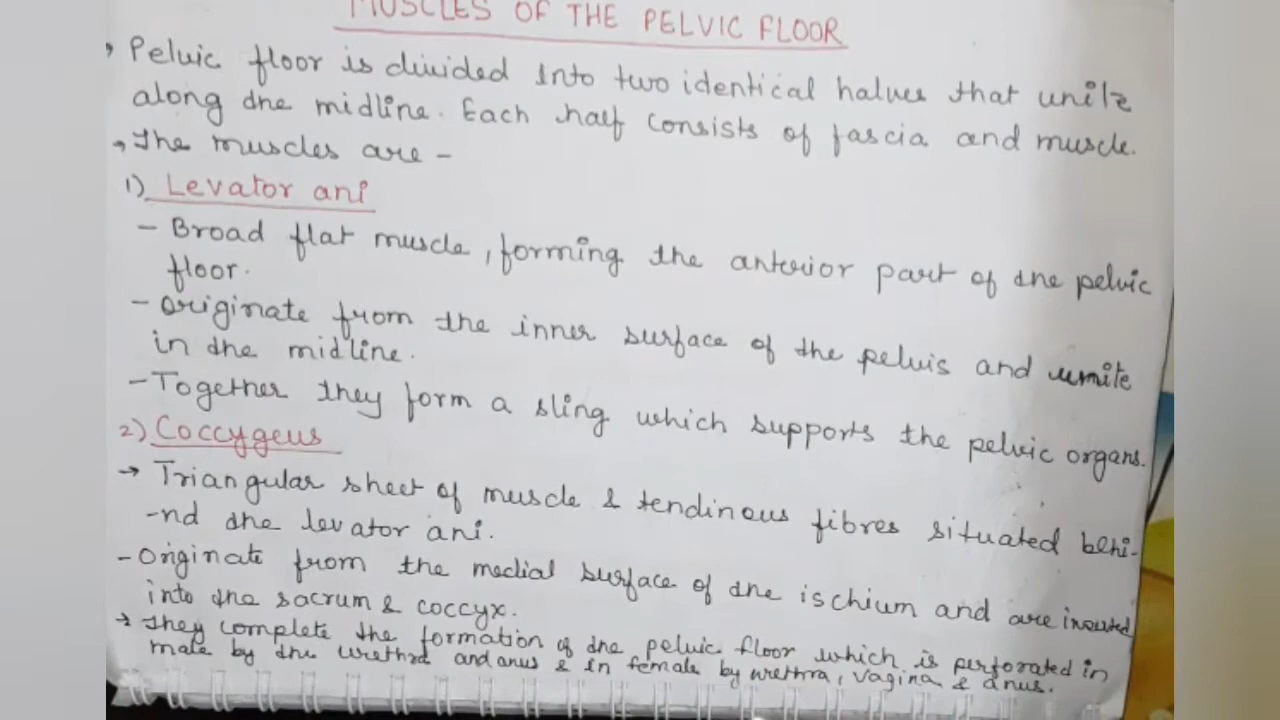 MUSCLES OF THE PELVIC FLOOR
Pelvic floor is divided into two identical halves that unite
along the midline. Each half consists of fascia and muscle.
The muscles are -
1) Levator ani
- Broad flat muscle, forming the anterior part of the pelvic
floor.
- Originate from the inner surface of the pelvis and unite
in the midline.
- Together they form a sling which supports the pelvic organs.
2) Coccygeus
→ Triangular sheet of muscle & tendinous fibres situated behi-
-nd the levator ani.
- Originate from the medial surface of the ischium and are inserted
into the sacrum & coccyx.
→ They complete the formation of the pelvic floor which is perforated in
male by the urethra and anus & in female by urethra, vagina & anus.